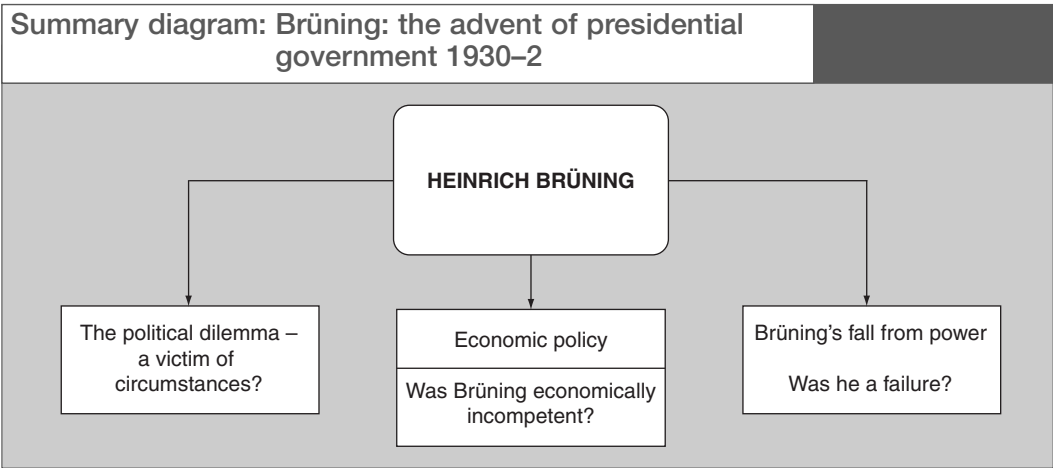 Summary diagram: Brüning: the advent of presidential
government 1930–2
HEINRICH BRÜNING
The political dilemma –
a victim of
circumstances?
Economic policy
Was Brüning economically
incompetent?
Brüning's fall from power
Was he a failure?